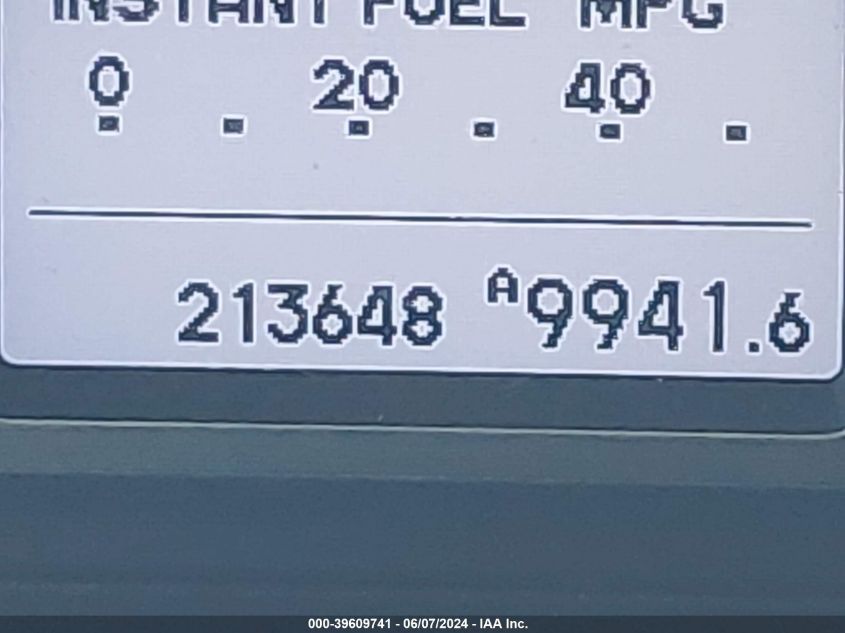 INSTANT FUEL MPG
0 20 40
213648 A9941.6
000-39609741 - 06/07/2024 - IAA Inc.